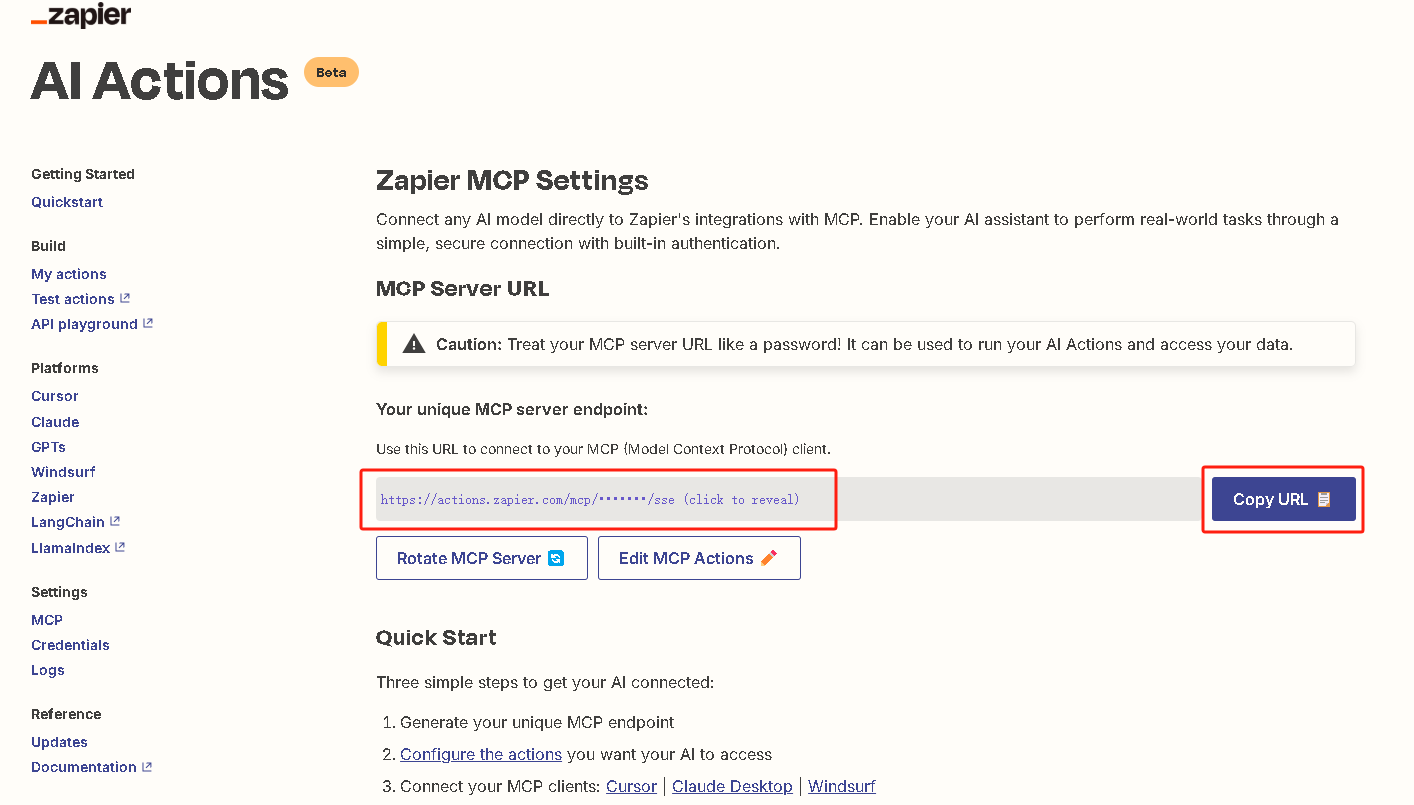 zapier
AI Actions Beta
Getting Started
Quickstart
Build
My actions
Test actions
API playground
Platforms
Cursor
Claude
GPTs
Windsurf
Zapier
LangChain
LlamaIndex
Settings
MCP
Credentials
Logs
Reference
Updates
Documentation
Zapier MCP Settings
Connect any AI model directly to Zapier's integrations with MCP. Enable your AI assistant to perform real-world tasks through a
simple, secure connection with built-in authentication.
MCP Server URL
Caution: Treat your MCP server URL like a password! It can be used to run your AI Actions and access your data.
Your unique MCP server endpoint:
Use this URL to connect to your MCP (Model Context Protocol) client.
https://actions.zapier.com/mcp/•••••••/sse (click to reveal)
Copy URL
Rotate MCP Server
Edit MCP Actions
Quick Start
Three simple steps to get your AI connected:
1. Generate your unique MCP endpoint
2. Configure the actions you want your AI to access
3. Connect your MCP clients: Cursor | Claude Desktop | Windsurf